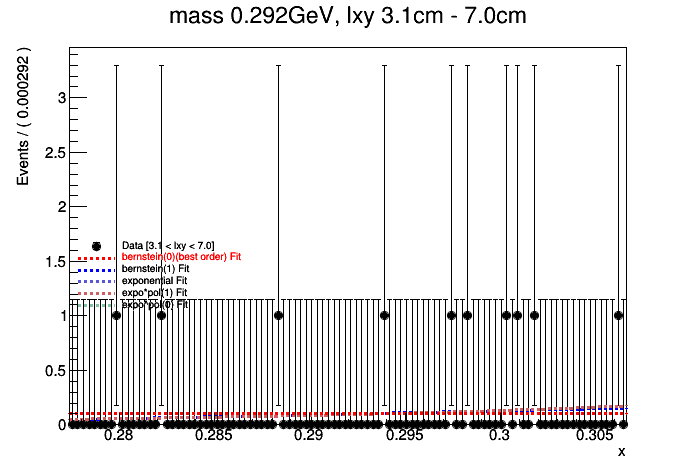 mass 0.292GeV, lxy 3.1cm - 7.0cm
Events / ( 0.000292 )
3
2.5
2
1.5
1
0.5
0
Data [3.1 < lxy < 7.0]
bernstein(0)(best order) Fit
bernstein(1) Fit
exponential Fit
expo*pol(1) Fit
expo*pol(0) Fit
0.28 0.285 0.29 0.295 0.3 0.305
x